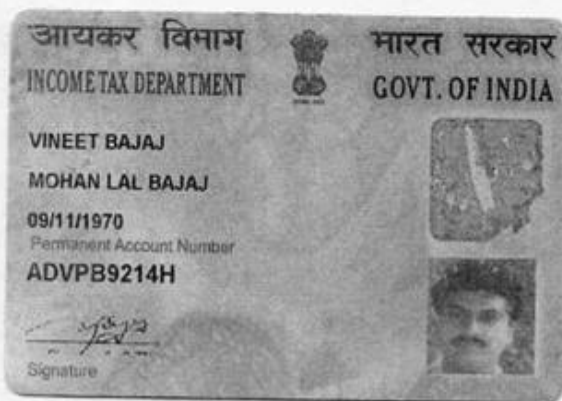 आयकर विभाग
INCOME TAX DEPARTMENT
भारत सरकार
GOVT. OF INDIA
VINEET BAJAJ
MOHAN LAL BAJAJ
09/11/1970
Permanent Account Number
ADVPB9214H
Signature